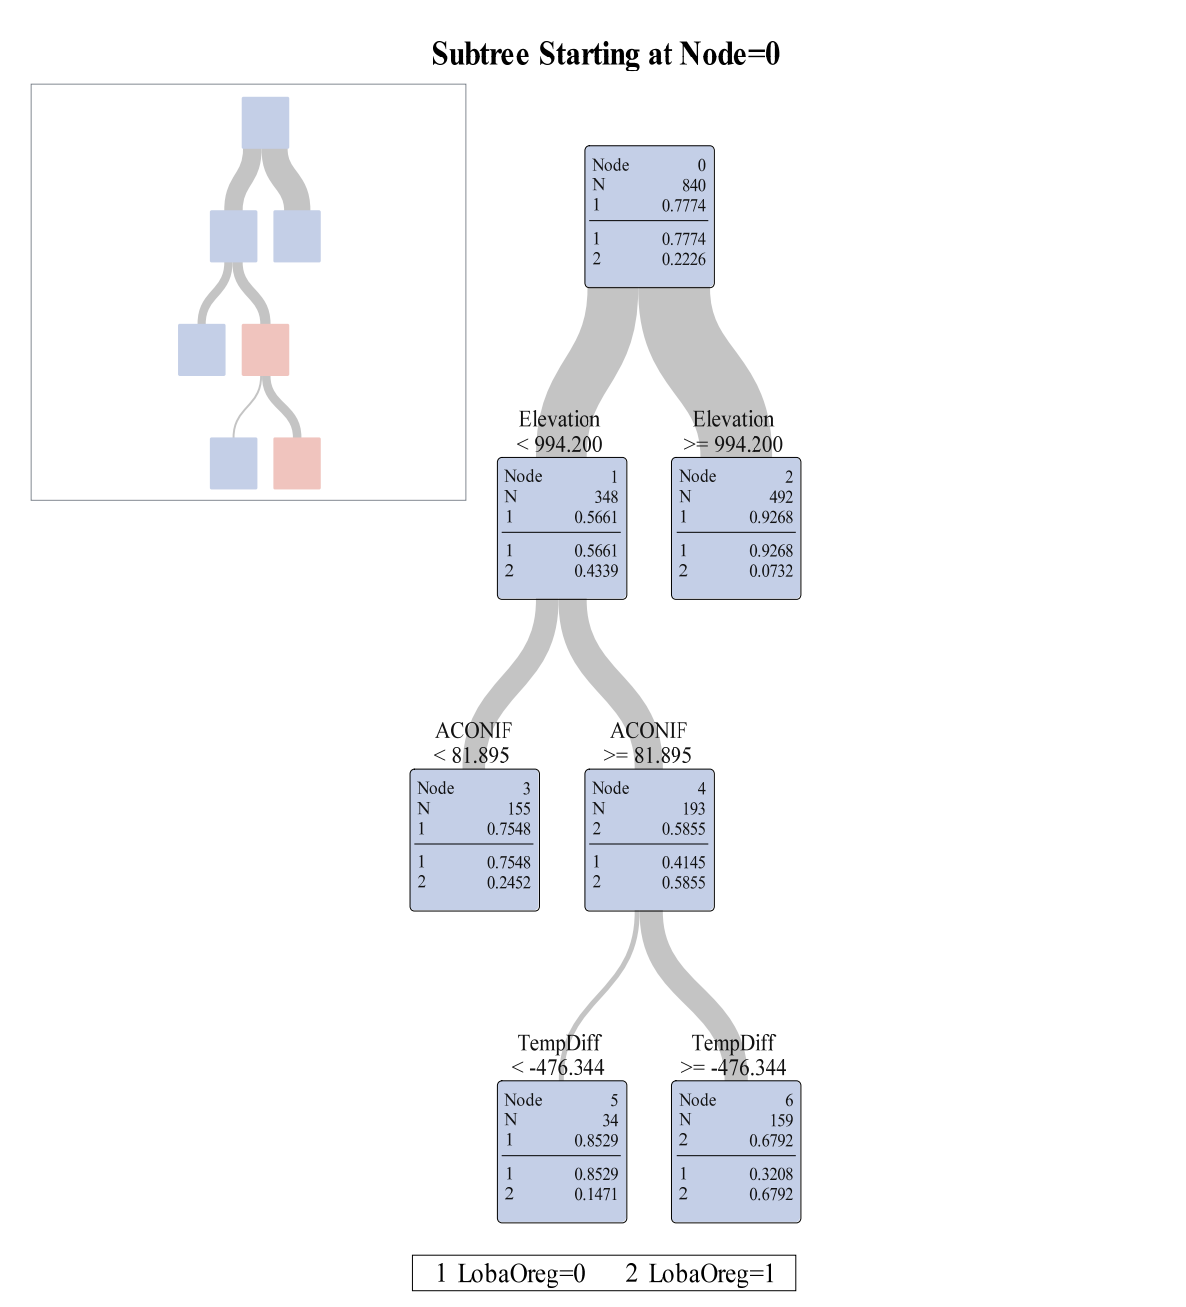 Subtree Starting at Node=0
Node 0
N 840
1 0.7774
1 0.7774
2 0.2226
Elevation
< 994.200
Elevation
>= 994.200
Node 1
N 348
1 0.5661
1 0.5661
2 0.4339
Node 2
N 492
1 0.9268
1 0.9268
2 0.0732
ACONIF
< 81.895
ACONIF
>= 81.895
Node 3
N 155
1 0.7548
1 0.7548
2 0.2452
Node 4
N 193
2 0.5855
1 0.4145
2 0.5855
TempDiff
< -476.344
TempDiff
>= -476.344
Node 5
N 34
1 0.8529
1 0.8529
2 0.1471
Node 6
N 159
2 0.6792
1 0.3208
2 0.6792
1 LobaOreg=0 2 LobaOreg=1